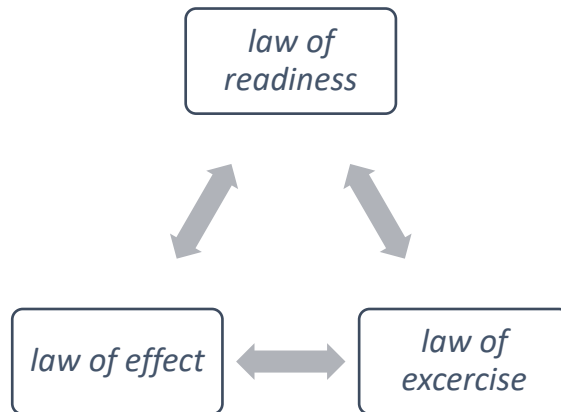 law of
readiness
law of effect
law of
excercise